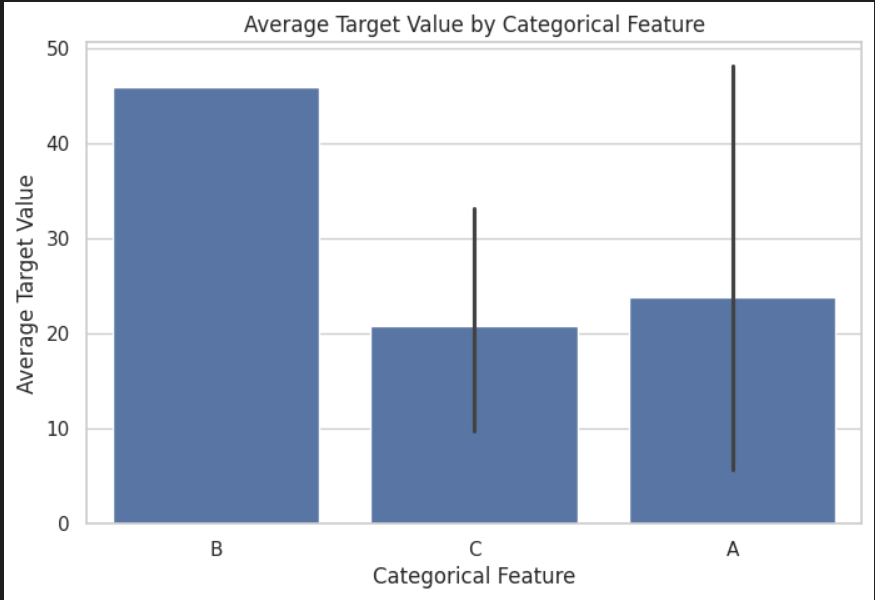 Average Target Value by Categorical Feature
Average Target Value
50
40
30
20
10
0
B C A
Categorical Feature